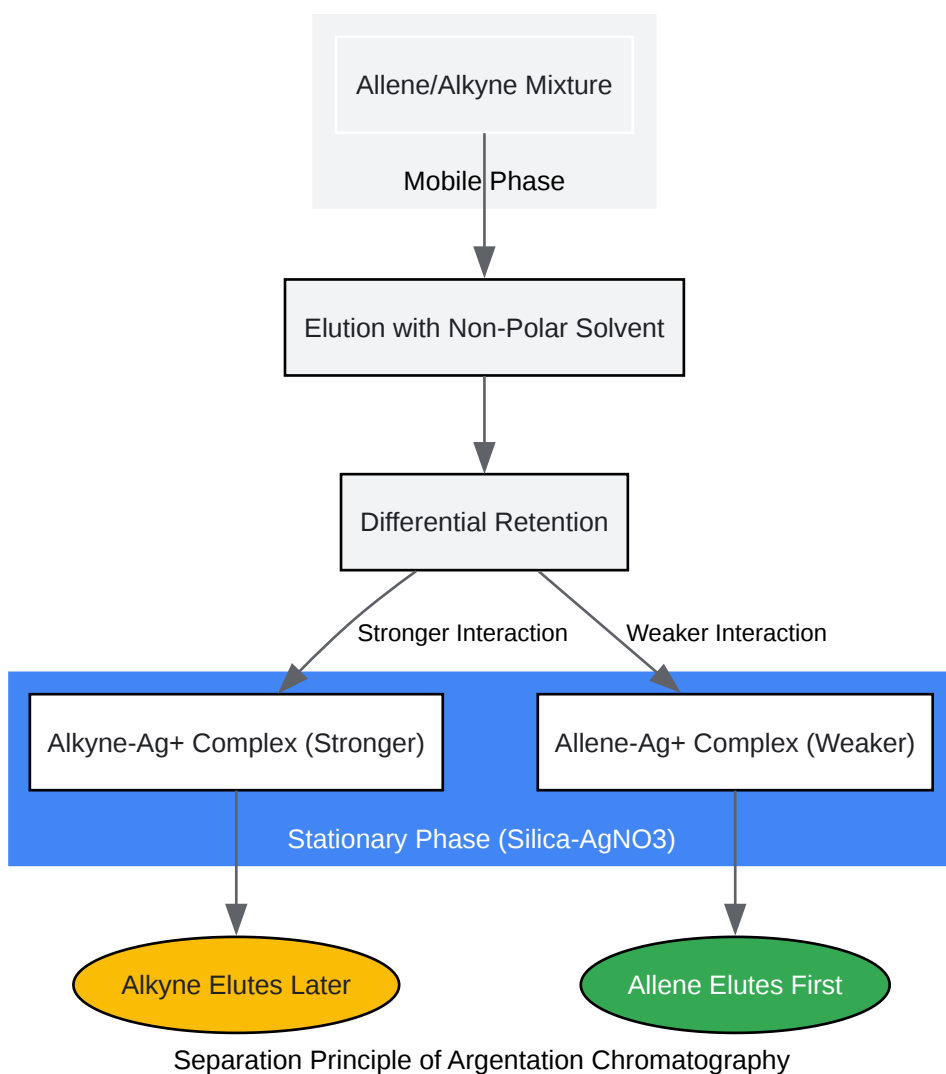 Allene/Alkyne Mixture
Mobile Phase
Elution with Non-Polar Solvent
Differential Retention
Stronger Interaction
Weaker Interaction
Alkyne-Ag+ Complex (Stronger)
Allene-Ag+ Complex (Weaker)
Stationary Phase (Silica-AgNO3)
Alkyne Elutes Later
Allene Elutes First
Separation Principle of Argentation Chromatography